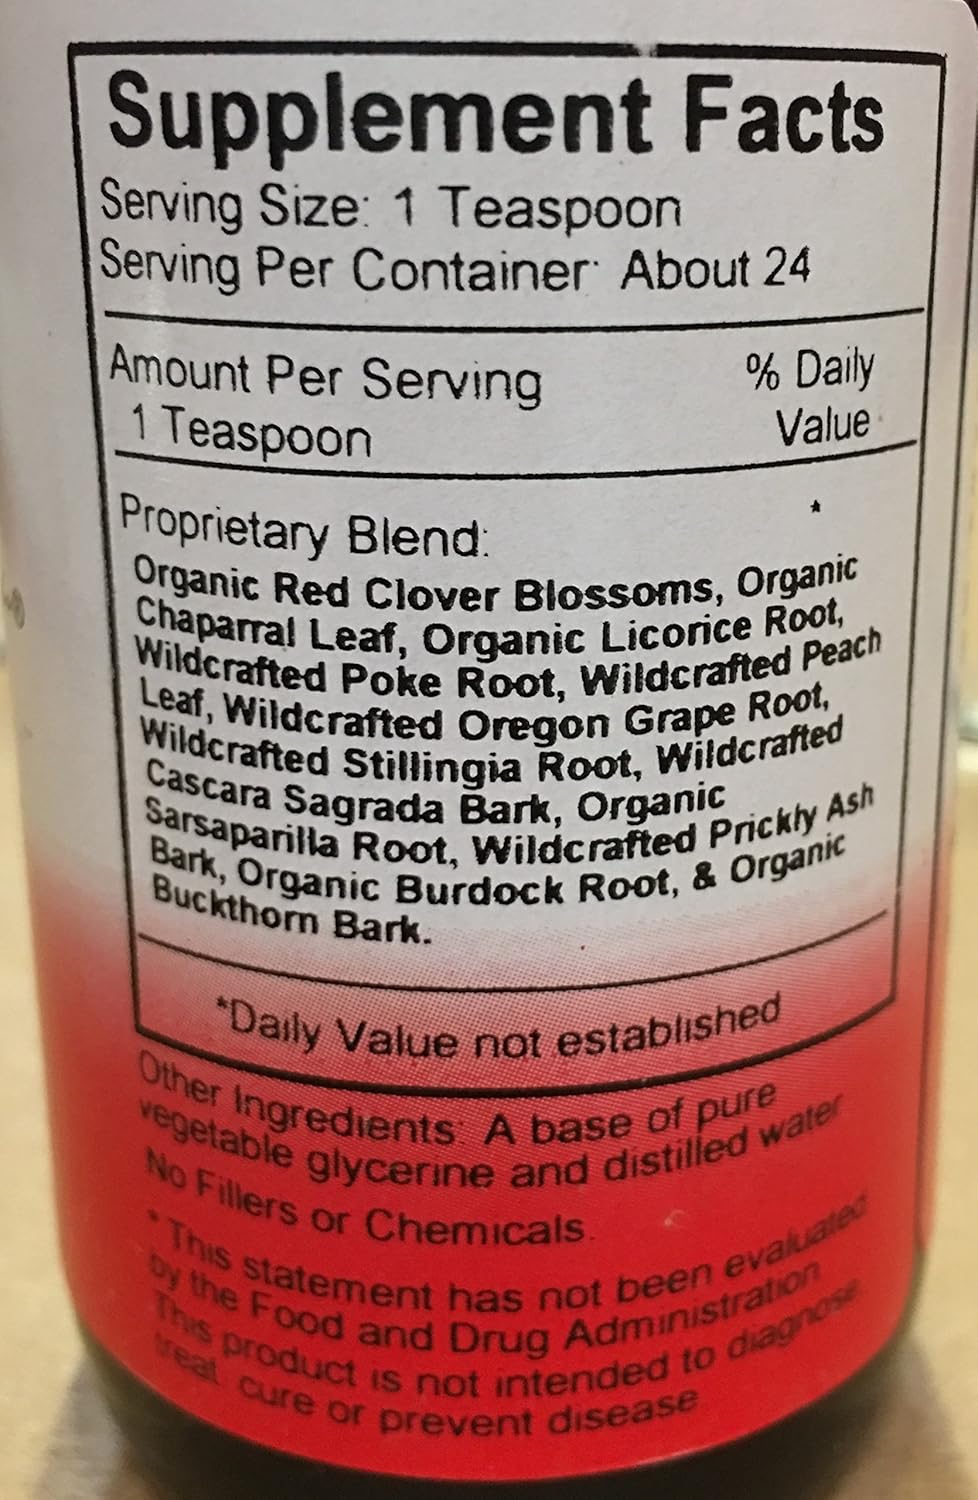 Supplement Facts
Serving Size: 1 Teaspoon
Serving Per Container: About 24
Amount Per Serving % Daily
1 Teaspoon Value
Proprietary Blend: *
Organic Red Clover Blossoms, Organic
Chaparral Leaf, Organic Licorice Root,
Wildcrafted Poke Root, Wildcrafted Peach
Leaf, Wildcrafted Oregon Grape Root,
Wildcrafted Stillingia Root, Wildcrafted
Cascara Sagrada Bark, Organic
Sarsaparilla Root, Wildcrafted Prickly Ash
Bark, Organic Burdock Root, & Organic
Buckthorn Bark.
*Daily Value not established
Other Ingredients: A base of pure
vegetable glycerine and distilled water
No Fillers or Chemicals.
* This statement has not been evaluated
by the Food and Drug Administration
This product is not intended to diagnose
treat cure or prevent disease